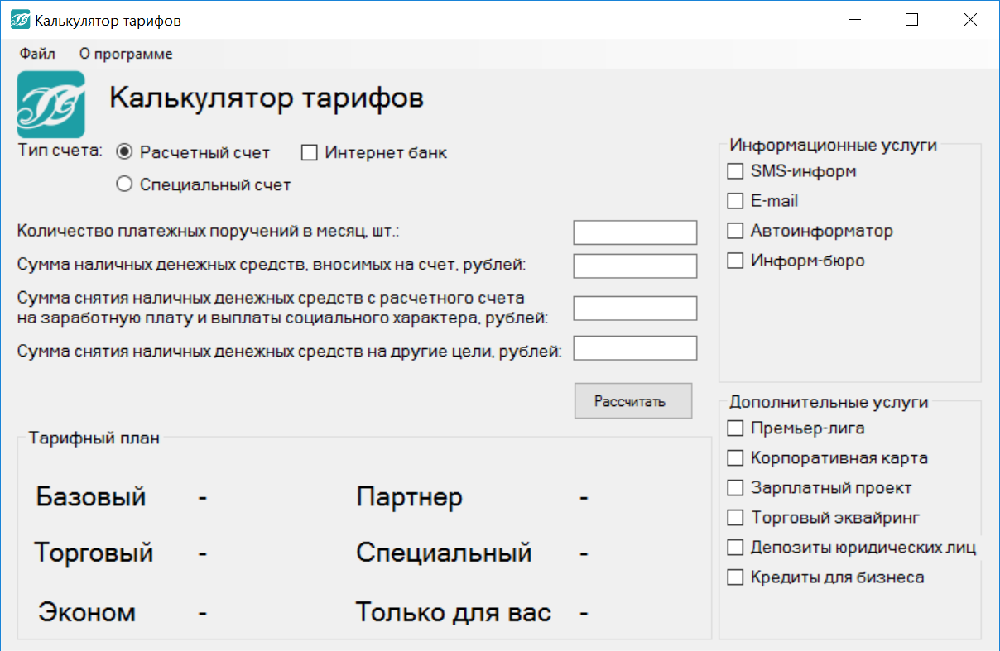 Калькулятор тарифов
Файл О программе
Калькулятор тарифов
Тип счета: Расчетный счет Интернет банк
Специальный счет
Количество платежных поручений в месяц, шт.:
Сумма наличных денежных средств, вносимых на счет, рублей:
Сумма снятия наличных денежных средств с расчетного счета
на заработную плату и выплаты социального характера, рублей:
Сумма снятия наличных денежных средств на другие цели, рублей:
Рассчитать
Информационные услуги
SMS-информ
E-mail
Автоинформатор
Информ-бюро
Дополнительные услуги
Премьер-лига
Корпоративная карта
Зарплатный проект
Торговый эквайринг
Депозиты юридических лиц
Кредиты для бизнеса
Тарифный план
Базовый - Партнер -
Торговый - Специальный -
Эконом - Только для вас -